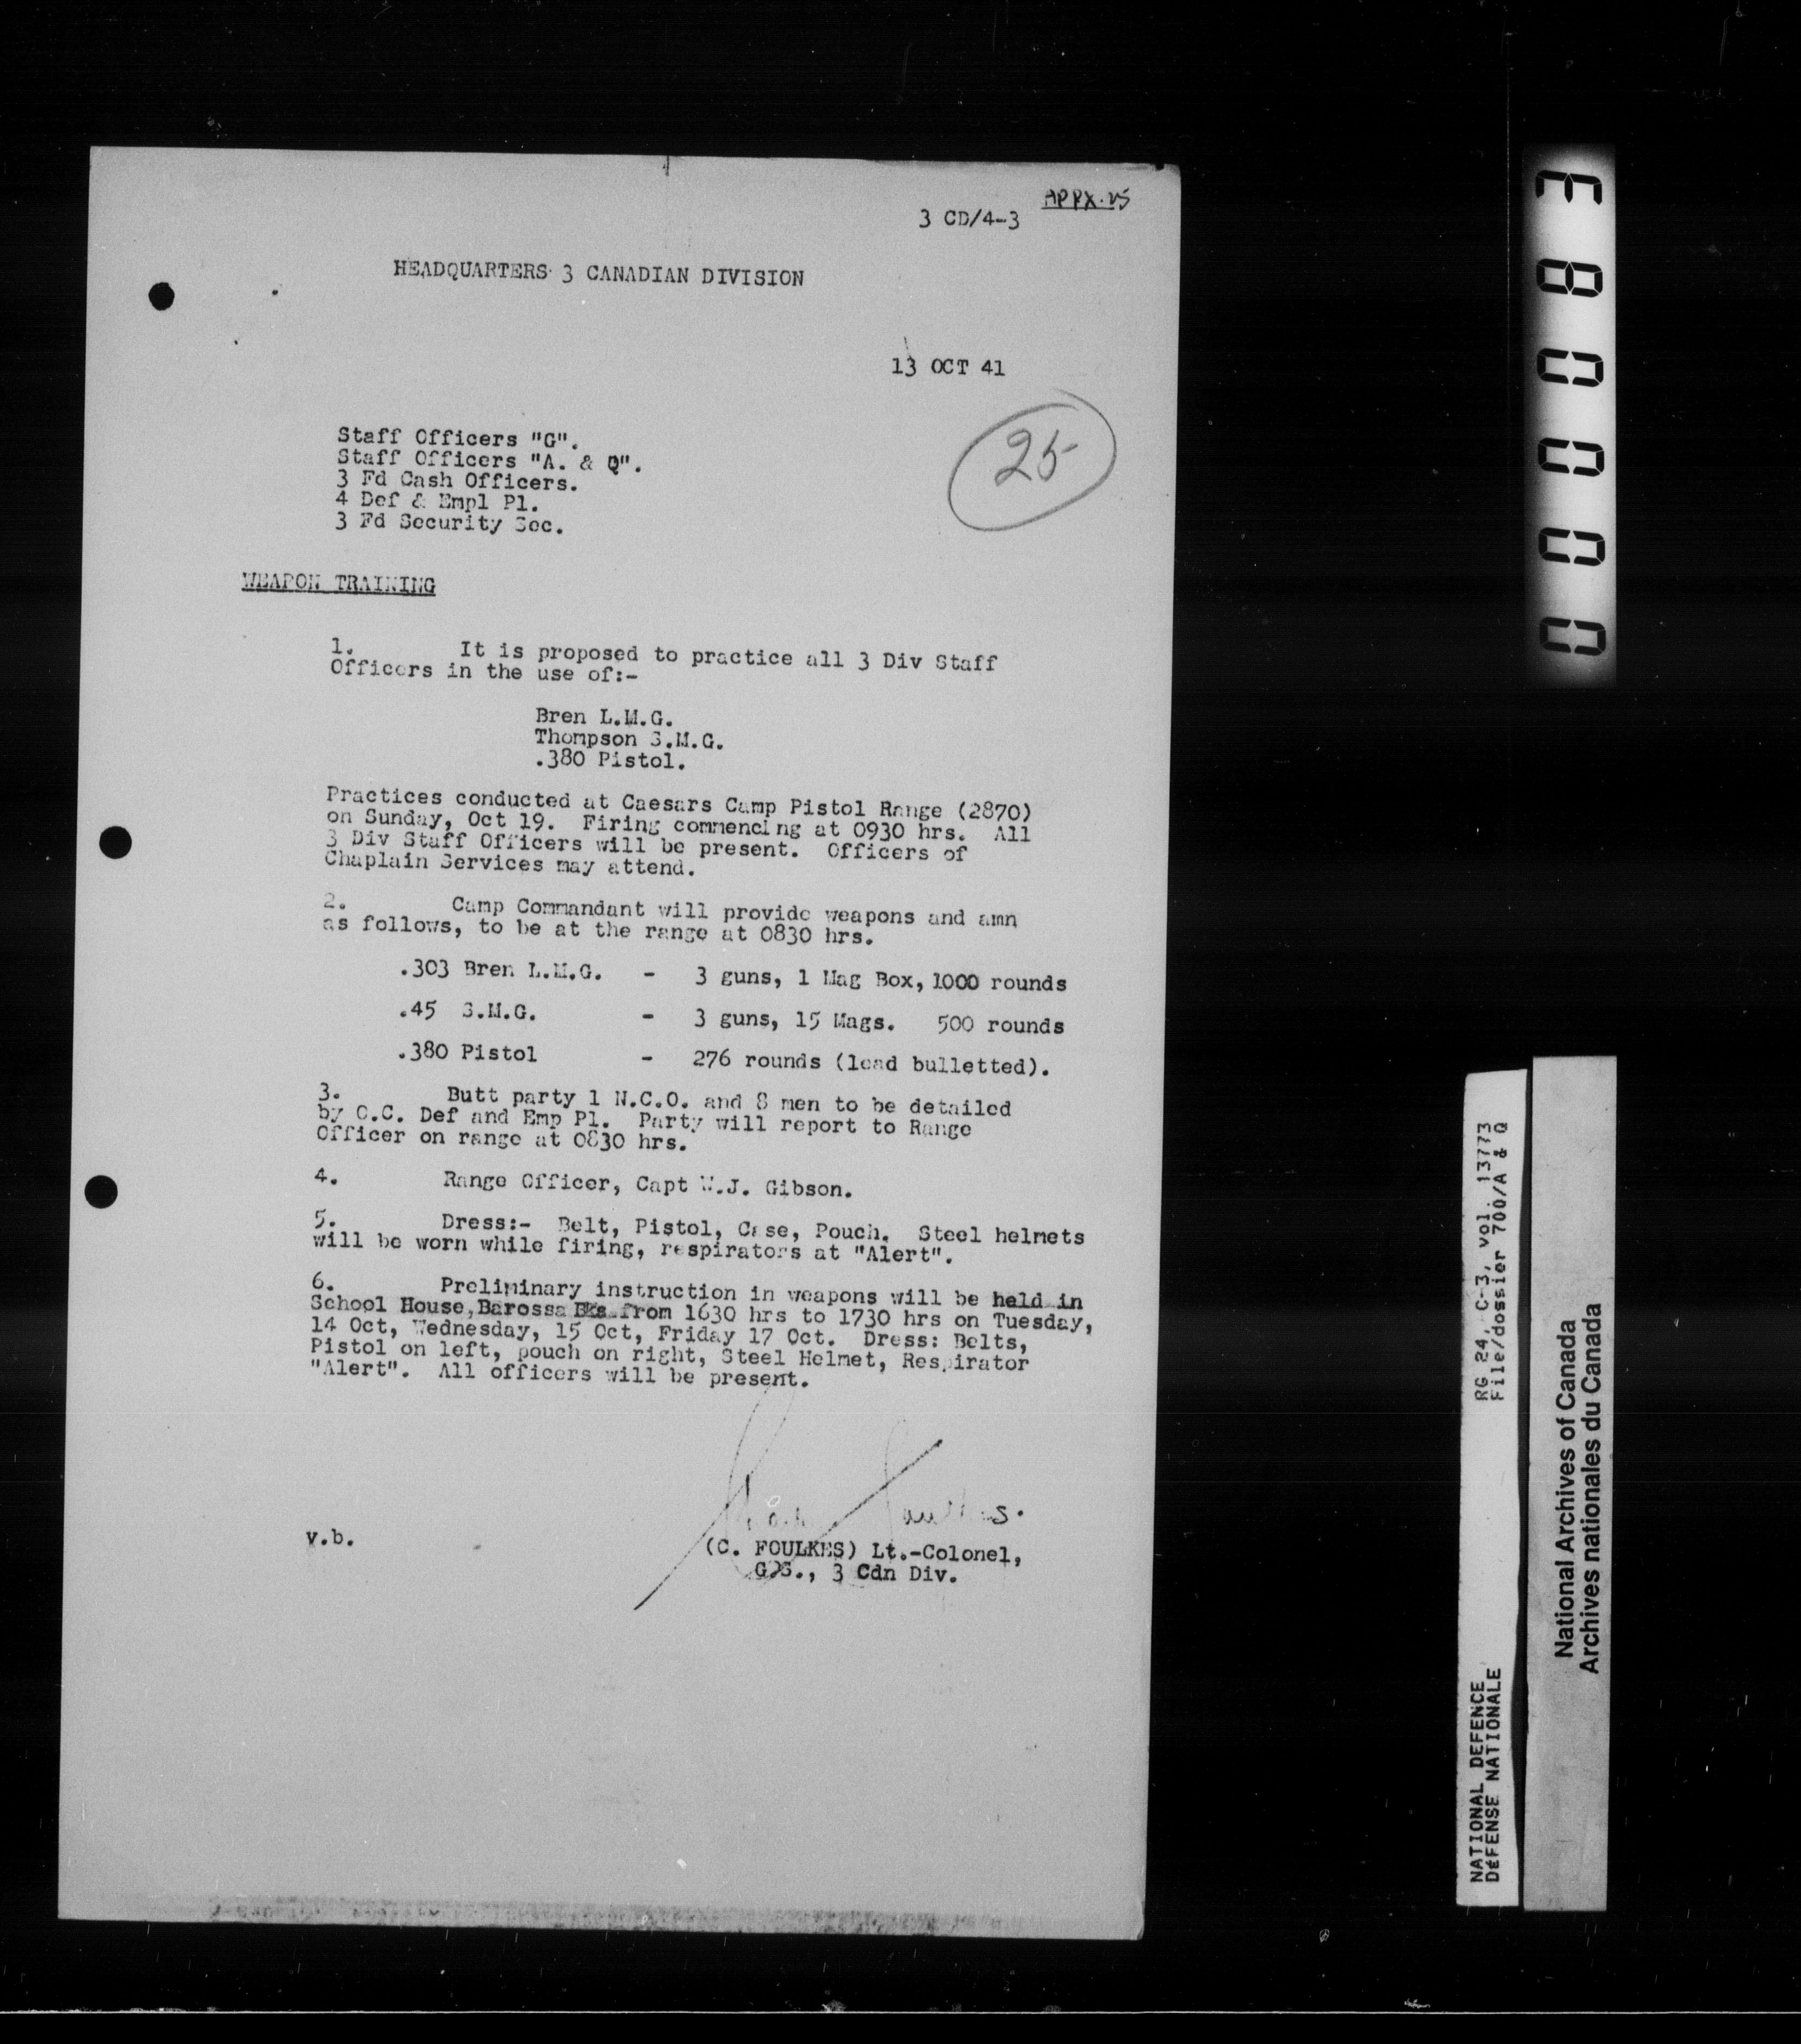 APPX.25
3 CD/4-3
HEADQUARTERS 3 CANADIAN DIVISION
13 OCT 41
25
Staff Officers "G".
Staff Officers "A. & Q".
3 Fd Cash Officers.
4 Def & Empl Pl.
3 Fd Security Sec.
WEAPON TRAINING
1. It is proposed to practice all 3 Div Staff
Officers in the use of:-
Bren L.M.G.
Thompson S.M.G.
.380 Pistol.
Practices conducted at Caesars Camp Pistol Range (2870)
on Sunday, Oct 19. Firing commencing at 0930 hrs. All
3 Div Staff Officers will be present. Officers of
Chaplain Services may attend.
2. Camp Commandant will provide weapons and amn
as follows, to be at the range at 0830 hrs.
.303 Bren L.M.G. - 3 guns, 1 Mag Box, 1000 rounds
.45 S.M.G. - 3 guns, 15 Mags. 500 rounds
.380 Pistol - 276 rounds (lead bulletted).
3. Butt party 1 N.C.O. and 8 men to be detailed
by O.C. Def and Emp Pl. Party will report to Range
Officer on range at 0830 hrs.
4. Range Officer, Capt W.J. Gibson.
5. Dress:- Belt, Pistol, Case, Pouch. Steel helmets
will be worn while firing, respirators at "Alert".
6. Preliminary instruction in weapons will be held in
School House, Barossa Bks from 1630 hrs to 1730 hrs on Tuesday,
14 Oct, Wednesday, 15 Oct, Friday 17 Oct. Dress: Belts,
Pistol on left, pouch on right, Steel Helmet, Respirator
"Alert". All officers will be present.
v.b.
(C. FOULKES) Lt.-Colonel,
G.S., 3 Cdn Div.
000083
RG 24, C-3, vol. 13773
File/dossier 700/A & Q
NATIONAL DEFENCE
DÉFENSE NATIONALE
National Archives of Canada
Archives nationales du Canada